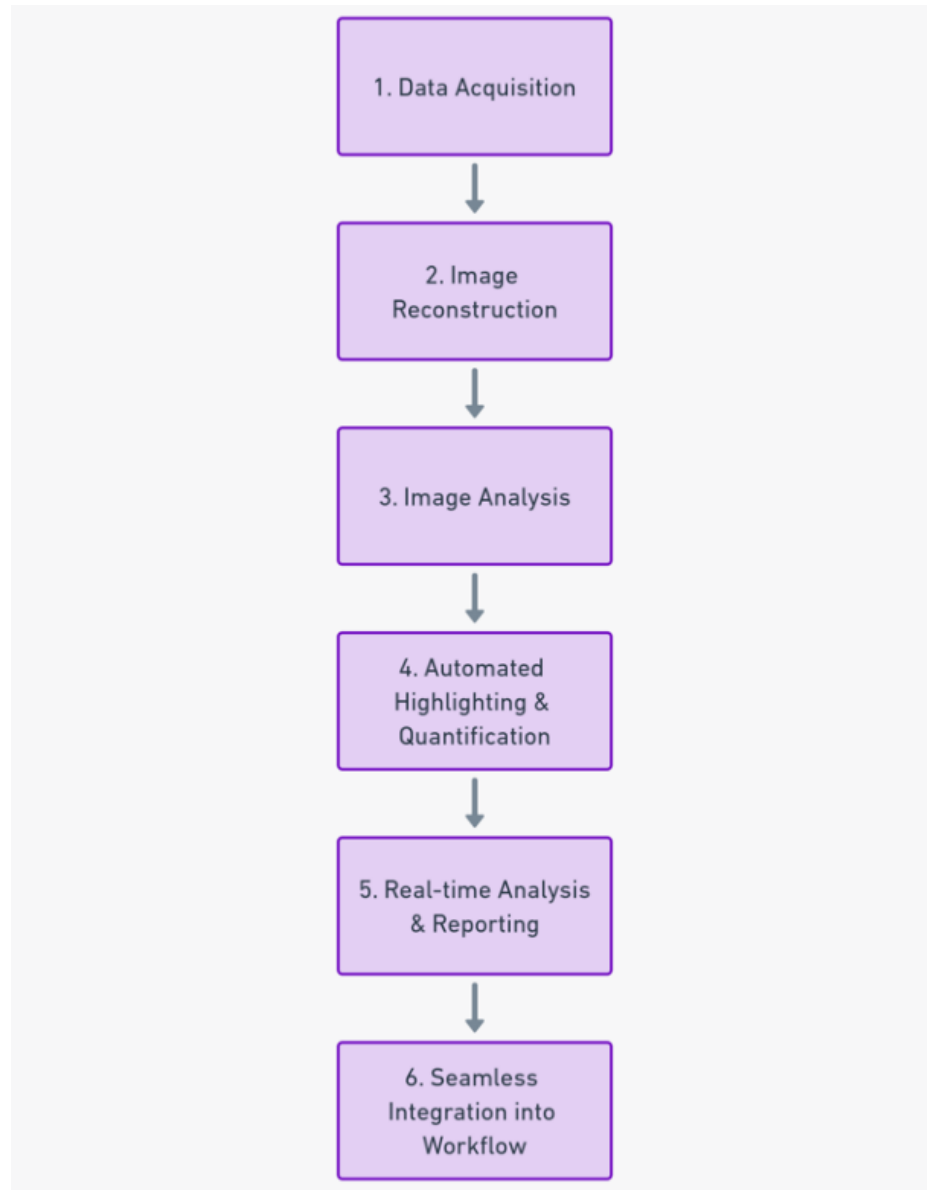 1. Data Acquisition
2. Image
Reconstruction
3. Image Analysis
4. Automated
Highlighting &
Quantification
5. Real-time Analysis
& Reporting
6. Seamless
Integration into
Workflow